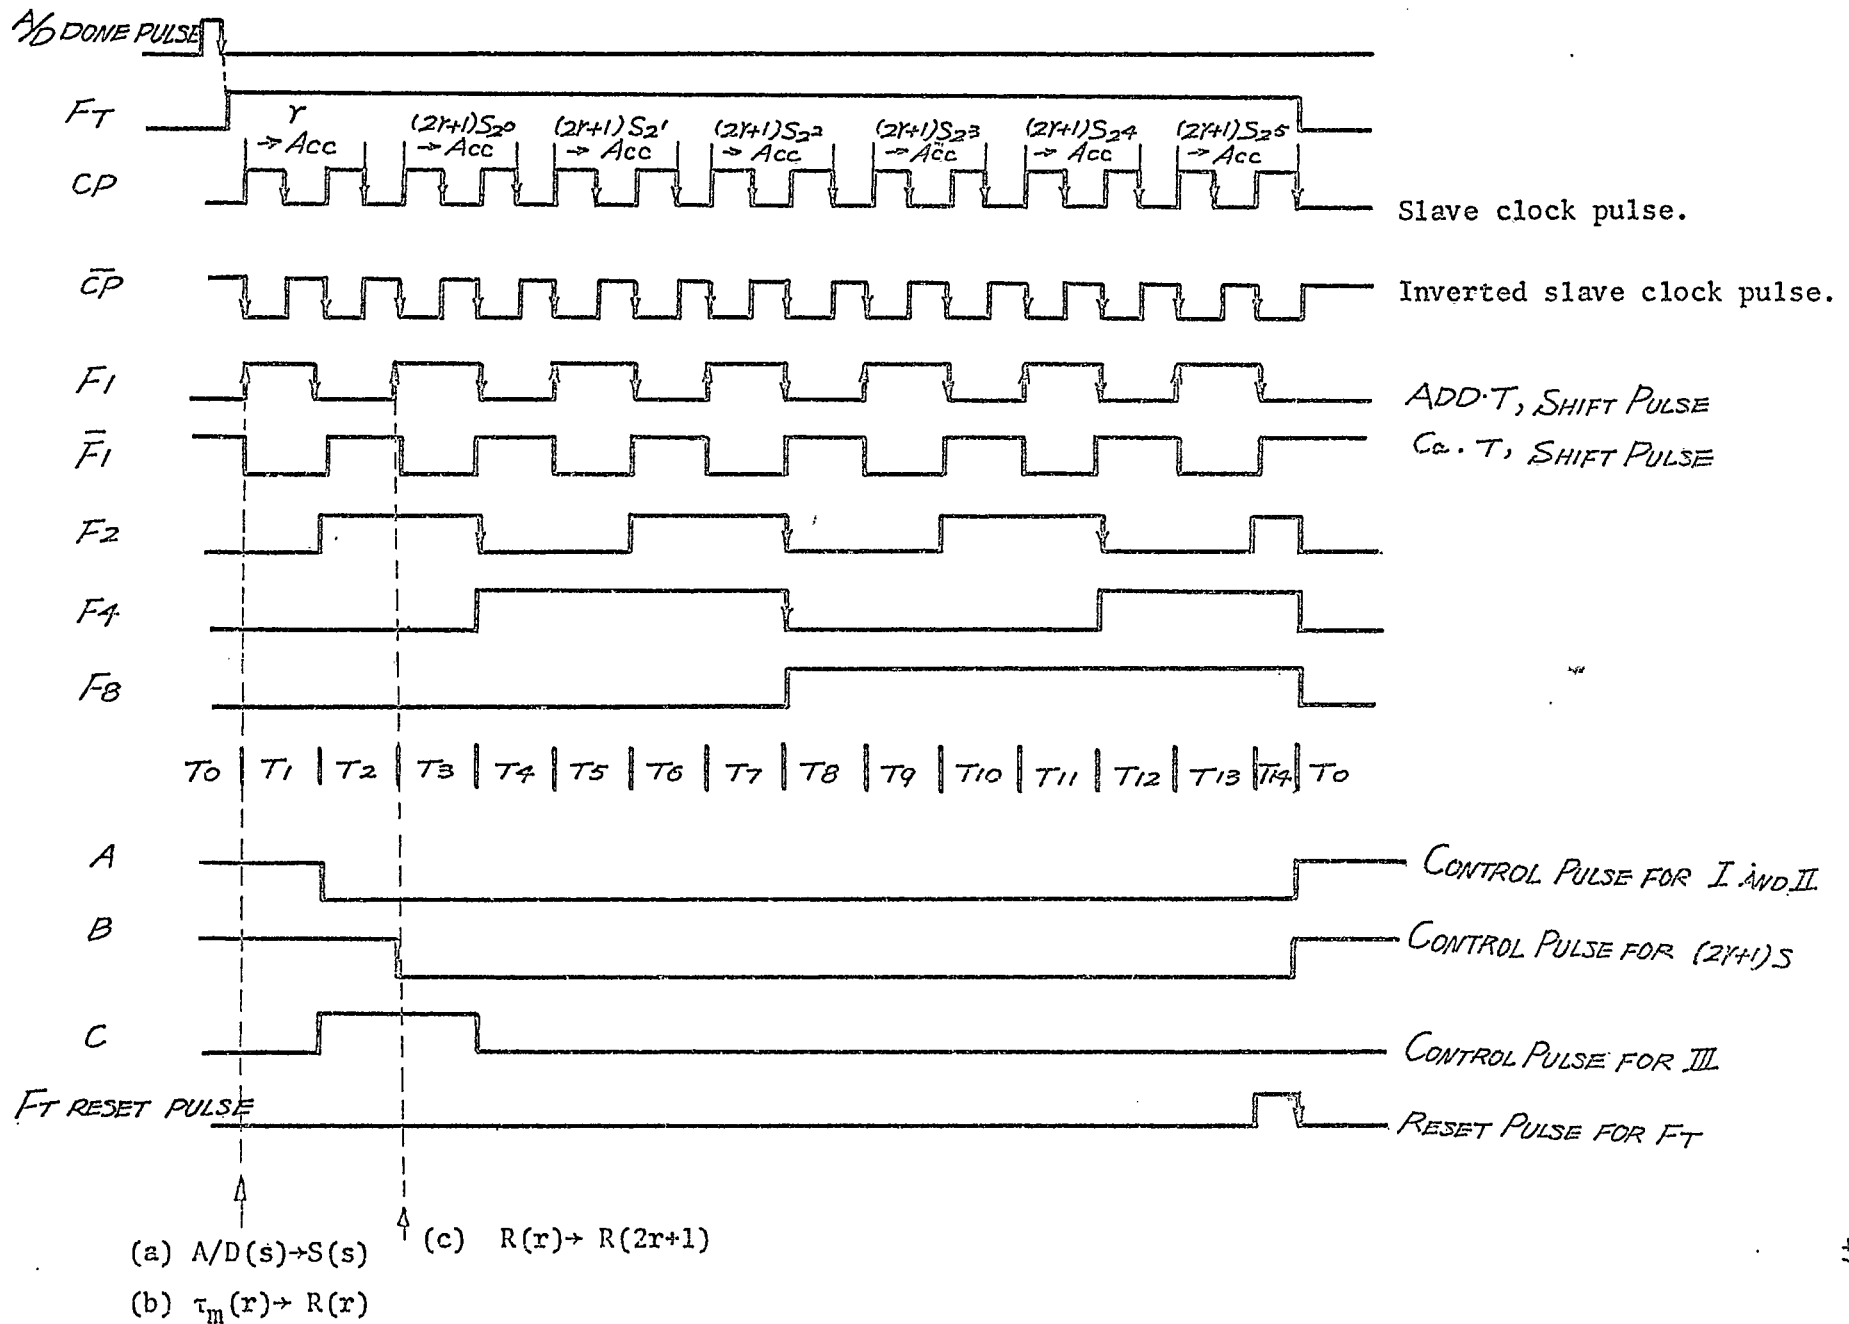 A/D DONE PULSE
FT
r → Acc
(2r+1)S2⁰ → Acc
(2r+1)S2¹ → Acc
(2r+1)S2² → Acc
(2r+1)S2³ → Acc
(2r+1)S2⁴ → Acc
(2r+1)S2⁵ → Acc
CP
Slave clock pulse.
C̅P̅
Inverted slave clock pulse.
F1
ADD·T, SHIFT PULSE
F̅1
Ca. T, SHIFT PULSE
F2
F4
F8
T0 T1 T2 T3 T4 T5 T6 T7 T8 T9 T10 T11 T12 T13 T14 T0
A
CONTROL PULSE FOR I AND II
B
CONTROL PULSE FOR (2r+1)S
C
CONTROL PULSE FOR III
FT RESET PULSE
RESET PULSE FOR FT
(a) A/D(s)→S(s)
(c) R(r)→ R(2r+1)
(b) τm(r)→ R(r)